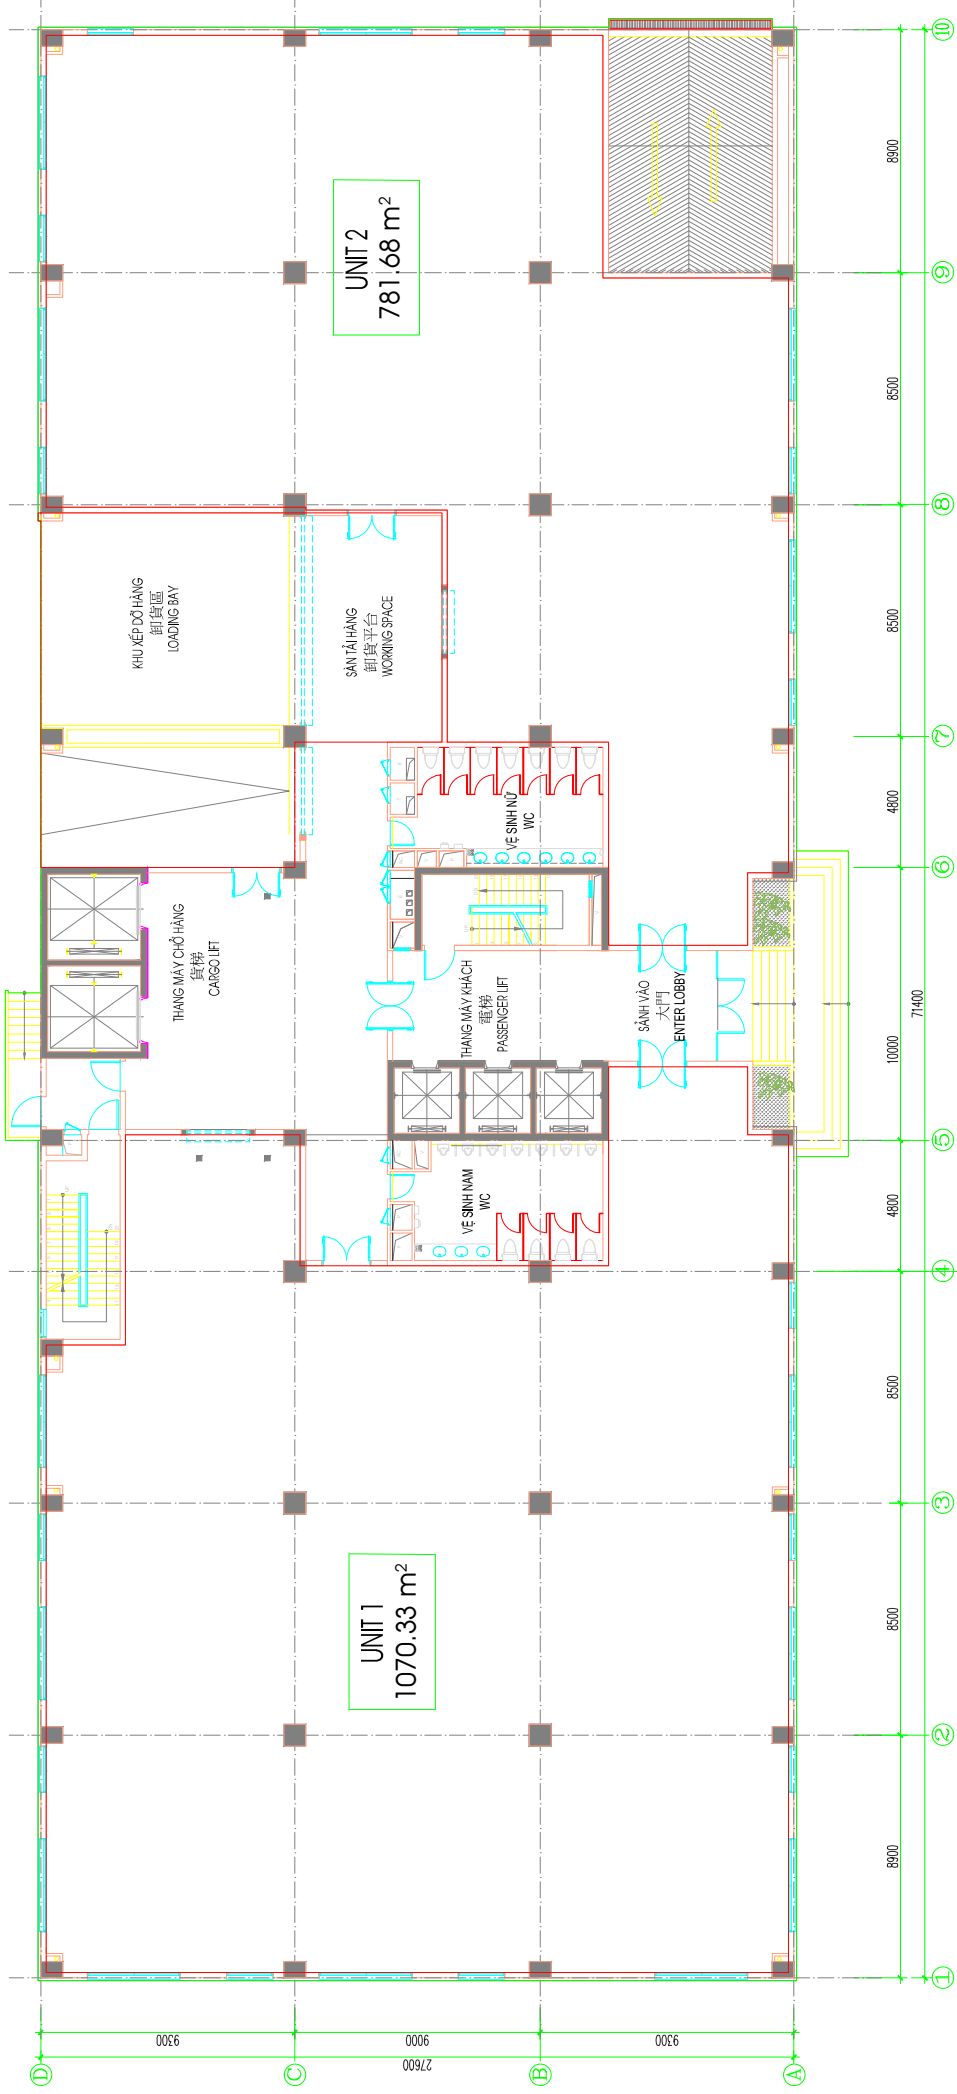 UNIT 1
1070.33 m²
UNIT 2
781.68 m²
KHU XẾP DỠ HÀNG
卸貨區
LOADING BAY
SÀN TẢI HÀNG
卸貨平台
WORKING SPACE
THANG MÁY CHỞ HÀNG
貨梯
CARGO LIFT
THANG MÁY KHÁCH
電梯
PASSENGER LIFT
SẢNH VÀO
大門
ENTER LOBBY
VỆ SINH NỮ
WC
VỆ SINH NAM
WC
8900
8500
8500
4800
10000
4800
8500
8500
8900
71400
9300
9000
9300
27600
1
2
3
4
5
6
7
8
9
10
D
C
B
A